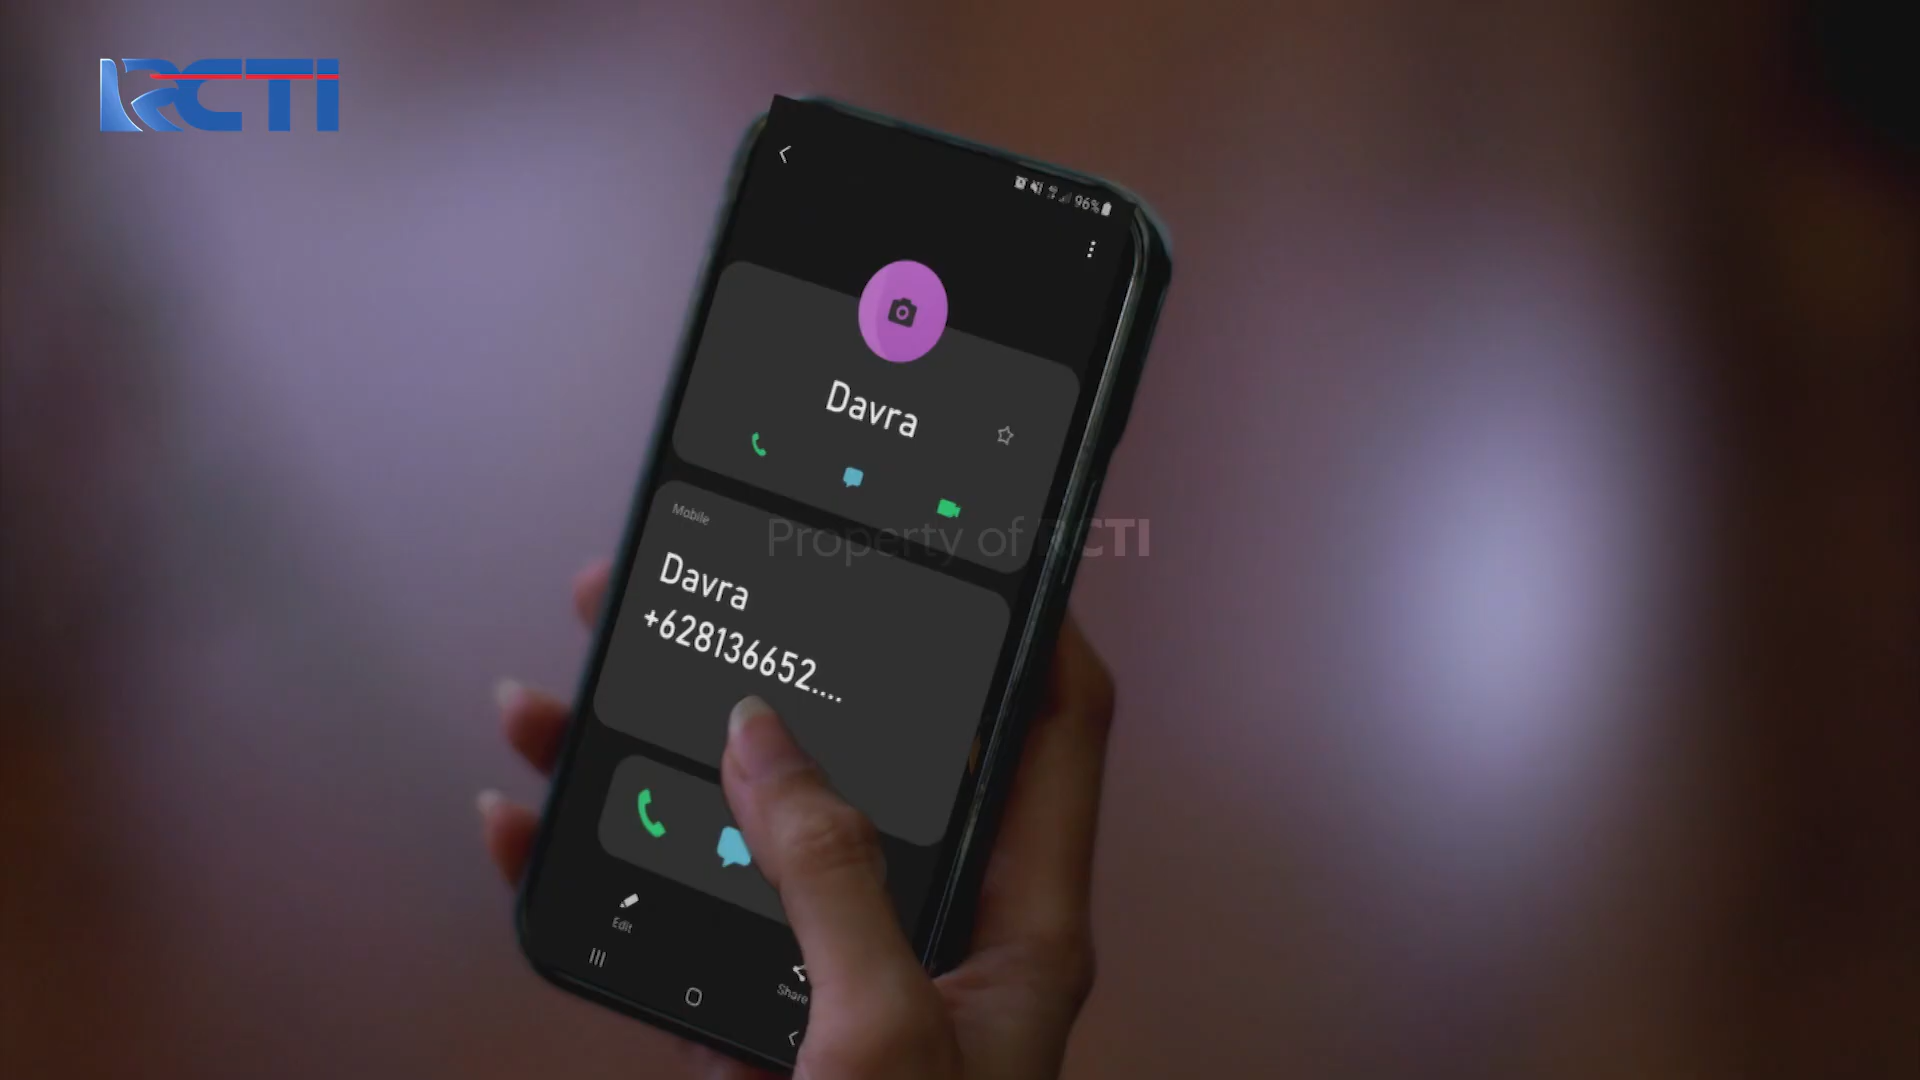 RCTI
96%
Davra
Mobile
Property of RCTI
Davra
+628136652....
Edit
Share